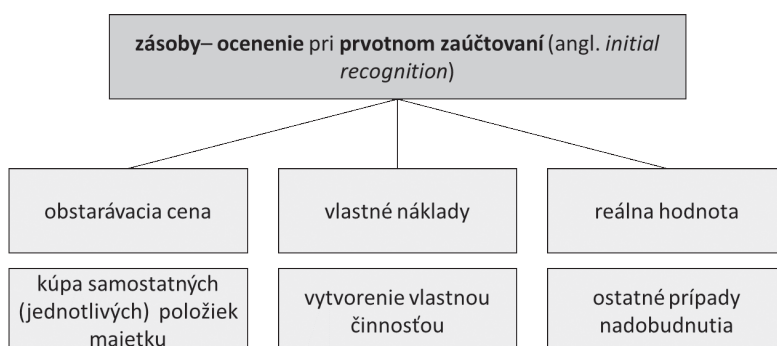 zásoby– ocenenie pri prvotnom zaúčtovaní (angl. initial
recognition)
obstarávacia cena
vlastné náklady
reálna hodnota
kúpa samostatných
(jednotlivých) položiek
majetku
vytvorenie vlastnou
činnosťou
ostatné prípady
nadobudnutia